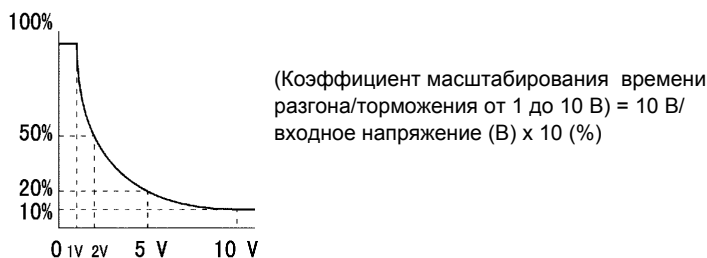 100%
50%
20%
10%
0 1V 2V 5 V 10 V
(Коэффициент масштабирования времени
разгона/торможения от 1 до 10 В) = 10 В/
входное напряжение (В) x 10 (%)